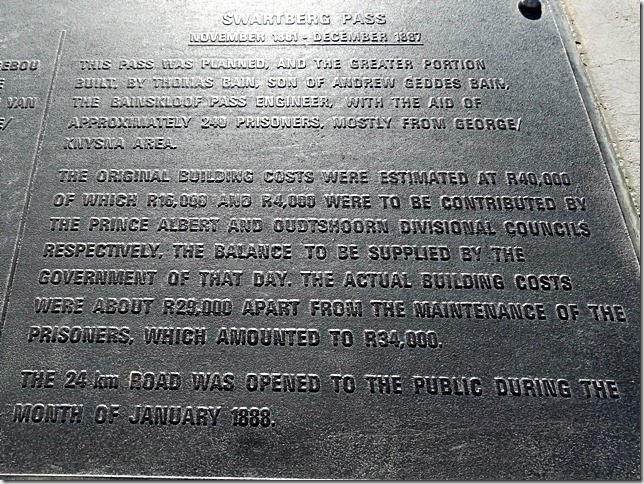 SWARTBERG PASS
NOVEMBER 1881 - DECEMBER 1887
THIS PASS WAS PLANNED, AND THE GREATER PORTION
BUILT, BY THOMAS BAIN, SON OF ANDREW GEDDES BAIN,
THE BAINSKLOOF PASS ENGINEER, WITH THE AID OF
APPROXIMATELY 240 PRISONERS, MOSTLY FROM GEORGE/
KNYSNA AREA.
THE ORIGINAL BUILDING COSTS WERE ESTIMATED AT R40,000
OF WHICH R16,000 AND R4,000 WERE TO BE CONTRIBUTED BY
THE PRINCE ALBERT AND OUDTSHOORN DIVISIONAL COUNCILS
RESPECTIVELY, THE BALANCE TO BE SUPPLIED BY THE
GOVERNMENT OF THAT DAY. THE ACTUAL BUILDING COSTS
WERE ABOUT R29,000 APART FROM THE MAINTENANCE OF THE
PRISONERS, WHICH AMOUNTED TO R34,000.
THE 24 km ROAD WAS OPENED TO THE PUBLIC DURING THE
MONTH OF JANUARY 1888.